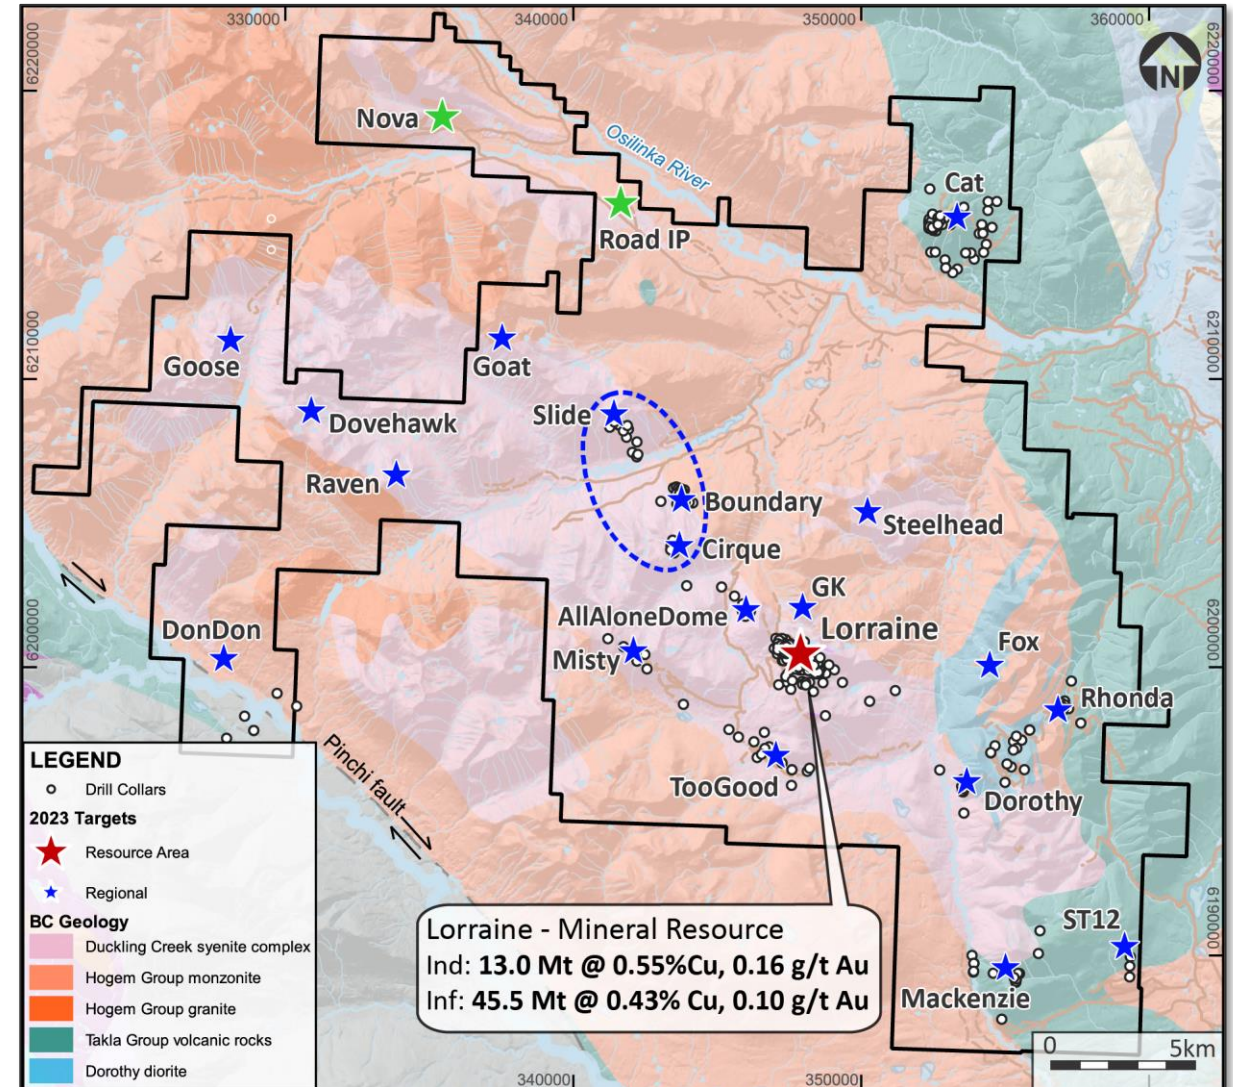 330000
340000
350000
360000
6220000
6220000
N
Nova
Osilinka River
Cat
Road IP
6210000
6210000
Goose
Goat
Slide
Dovehawk
Raven
Boundary
Steelhead
Cirque
GK
AllAloneDome
Lorraine
6200000
6200000
DonDon
Misty
Fox
Rhonda
Pinchi fault
TooGood
Dorothy
LEGEND
Drill Collars
2023 Targets
Resource Area
Regional
BC Geology
Duckling Creek syenite complex
Hogem Group monzonite
Hogem Group granite
Takla Group volcanic rocks
Dorothy diorite
Lorraine - Mineral Resource
Ind: 13.0 Mt @ 0.55%Cu, 0.16 g/t Au
Inf: 45.5 Mt @ 0.43% Cu, 0.10 g/t Au
ST12
6190000
Mackenzie
0 5km
340000
350000